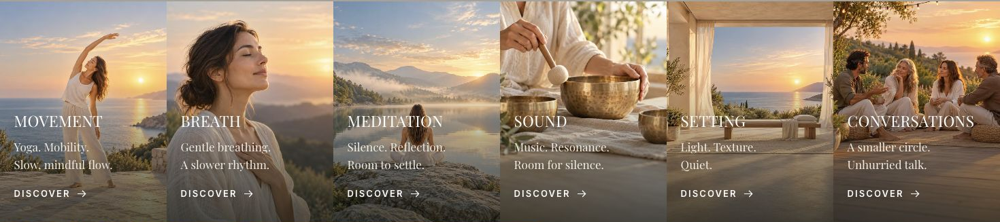 MOVEMENT
Yoga. Mobility.
Slow, mindful flow.
DISCOVER →
BREATH
Gentle breathing.
A slower rhythm.
DISCOVER →
MEDITATION
Silence. Reflection.
Room to settle.
DISCOVER →
SOUND
Music. Resonance.
Room for silence.
DISCOVER →
SETTING
Light. Texture.
Quiet.
DISCOVER →
CONVERSATIONS
A smaller circle.
Unhurried talk.
DISCOVER →